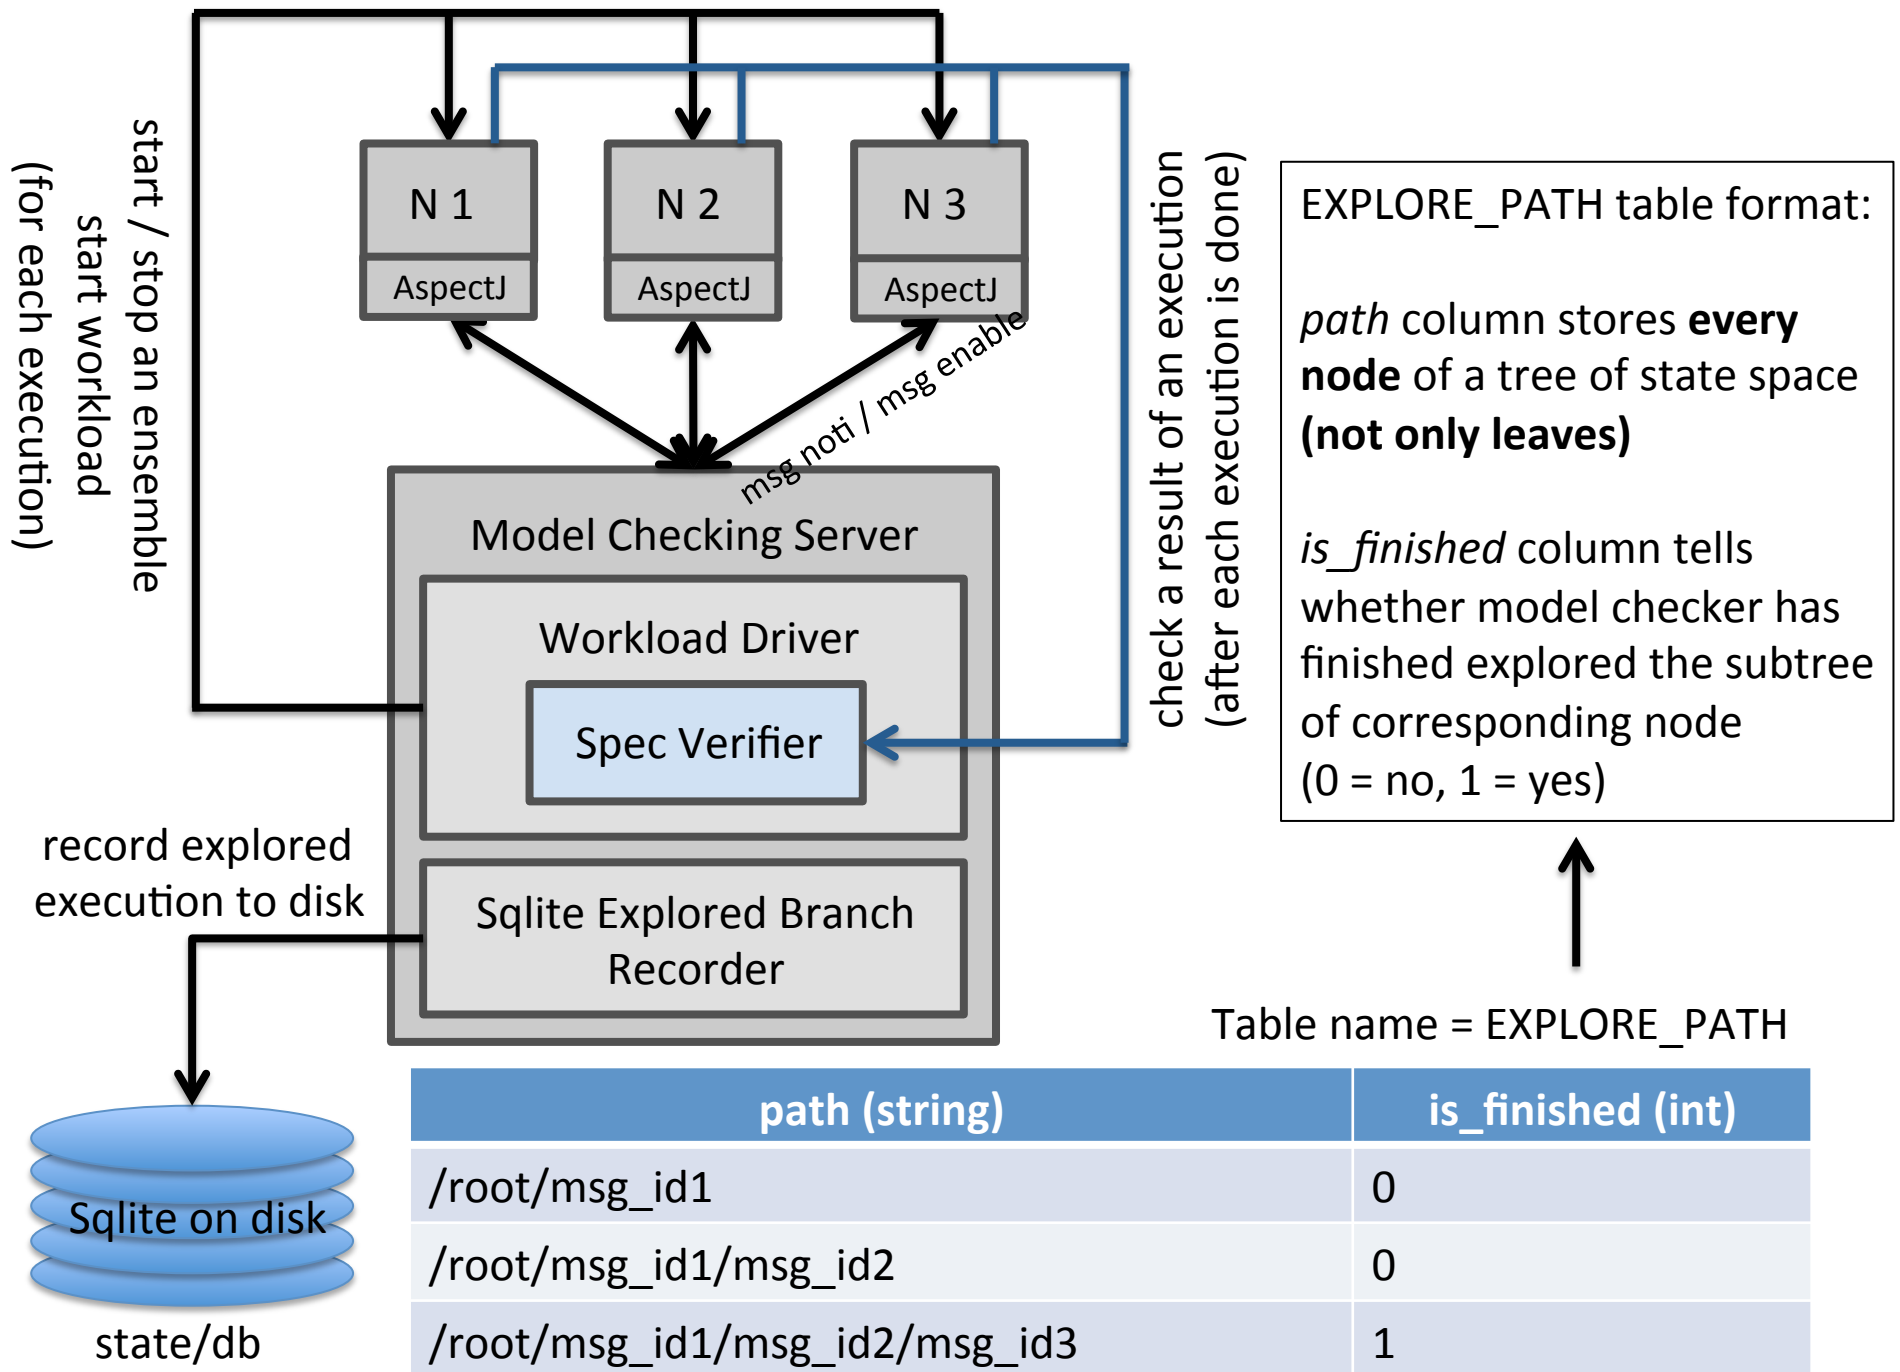 start / stop an ensemble
start workload
(for each execution)
N 1
AspectJ
N 2
AspectJ
N 3
AspectJ
msg noti / msg enable
check a result of an execution
(after each execution is done)
Model Checking Server
Workload Driver
Spec Verifier
Sqlite Explored Branch
Recorder
record explored
execution to disk
Sqlite on disk
state/db
EXPLORE_PATH table format:
path column stores every
node of a tree of state space
(not only leaves)
is_finished column tells
whether model checker has
finished explored the subtree
of corresponding node
(0 = no, 1 = yes)
Table name = EXPLORE_PATH
path (string) is_finished (int)
/root/msg_id1 0
/root/msg_id1/msg_id2 0
/root/msg_id1/msg_id2/msg_id3 1